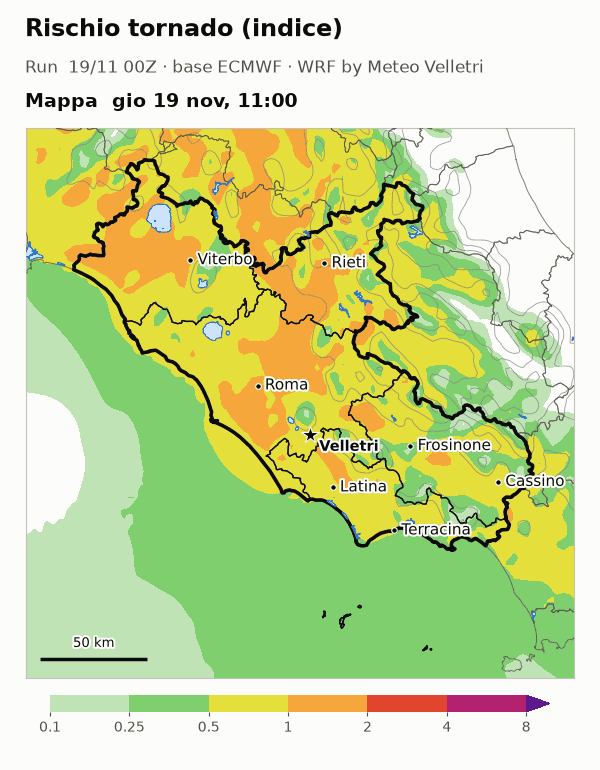 Rischio tornado (indice)
Run  19/11 00Z · base ECMWF · WRF by Meteo Velletri
Mappa  gio 19 nov, 11:00
Viterbo
Rieti
Roma
Velletri
Frosinone
Cassino
Latina
Terracina
50 km
0.1 0.25 0.5 1 2 4 8